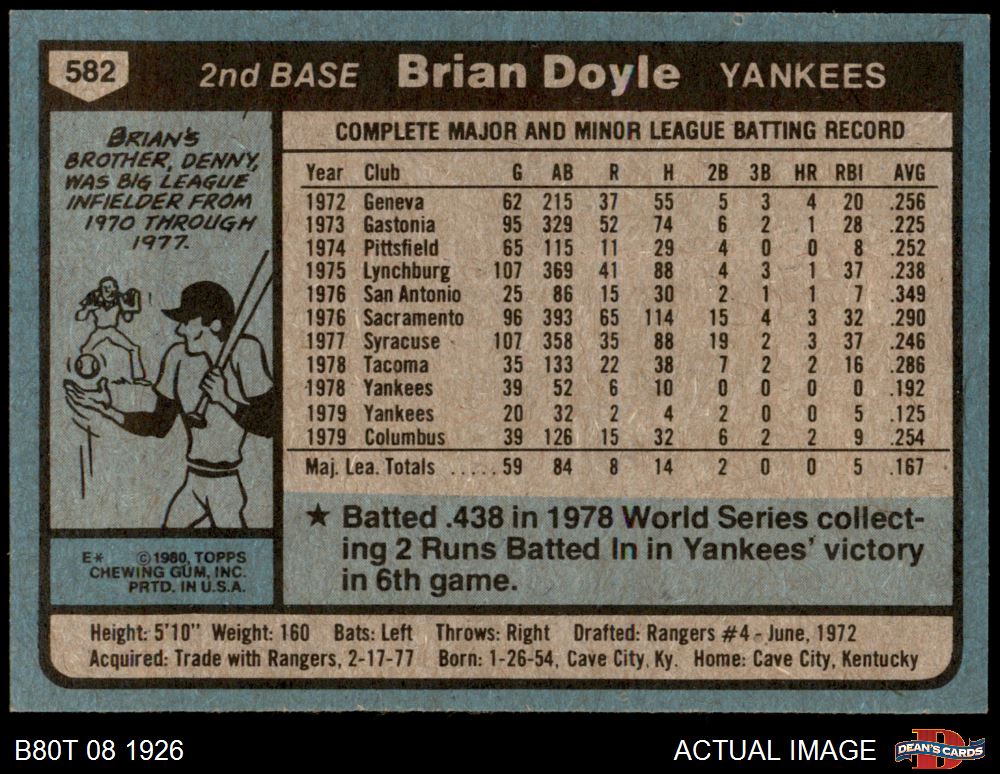 582 2nd BASE Brian Doyle YANKEES
BRIAN'S
BROTHER, DENNY,
WAS BIG LEAGUE
INFIELDER FROM
1970 THROUGH
1977.
COMPLETE MAJOR AND MINOR LEAGUE BATTING RECORD
Year Club G AB R H 2B 3B HR RBI AVG
1972 Geneva 62 215 37 55 5 3 4 20 .256
1973 Gastonia 95 329 52 74 6 2 1 28 .225
1974 Pittsfield 65 115 11 29 4 0 0 8 .252
1975 Lynchburg 107 369 41 88 4 3 1 37 .238
1976 San Antonio 25 86 15 30 2 1 1 7 .349
1976 Sacramento 96 393 65 114 15 4 3 32 .290
1977 Syracuse 107 358 35 88 19 2 3 37 .246
1978 Tacoma 35 133 22 38 7 2 2 16 .286
1978 Yankees 39 52 6 10 0 0 0 0 .192
1979 Yankees 20 32 2 4 2 0 0 5 .125
1979 Columbus 39 126 15 32 6 2 2 9 .254
Maj. Lea. Totals ..... 59 84 8 14 2 0 0 5 .167
★ Batted .438 in 1978 World Series collect-
ing 2 Runs Batted In in Yankees' victory
in 6th game.
E* ©1980, TOPPS
CHEWING GUM, INC.
PRTD. IN U.S.A.
Height: 5'10" Weight: 160 Bats: Left Throws: Right Drafted: Rangers #4 - June, 1972
Acquired: Trade with Rangers, 2-17-77 Born: 1-26-54, Cave City, Ky. Home: Cave City, Kentucky
B80T 08 1926 ACTUAL IMAGE DEAN'S CARDS